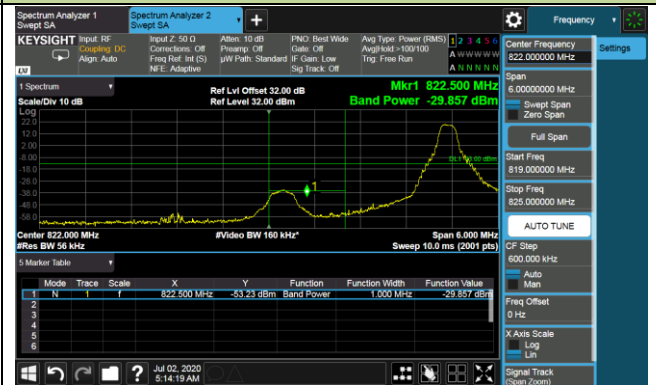 Spectrum Analyzer 1
Swept SA
Spectrum Analyzer 2
Swept SA
+
Frequency
KEYSIGHT
Input: RF
Coupling: DC
Align: Auto
Input Z: 50 Ω
Corrections: Off
Freq Ref: Int (S)
NFE: Adaptive
Atten: 10 dB
Preamp: Off
µW Path: Standard
PNO: Best Wide
Gate: Off
IF Gain: Low
Sig Track: Off
Avg Type: Power (RMS)
Avg|Hold:>100/100
Trig: Free Run
1 2 3 4 5 6
A W W W W W
A N N N N N
LXI
1 Spectrum
Scale/Div 10 dB
Log
Ref Lvl Offset 32.00 dB
Ref Level 32.00 dBm
Mkr1 822.500 MHz
Band Power -29.857 dBm
22.0
12.0
2.00
-8.00
-18.0
-28.0
-38.0
-48.0
-58.0
1
Center 822.000 MHz
#Res BW 56 kHz
#Video BW 160 kHz*
Span 6.000 MHz
Sweep 10.0 ms (2001 pts)
5 Marker Table
Mode Trace Scale X Y Function Function Width Function Value
1 N 1 f 822.500 MHz -53.23 dBm Band Power 1.000 MHz -29.857 dBm
2
3
4
5
6
Jul 02, 2020
5:14:19 AM
Center Frequency
822.000000 MHz
Settings
Span
6.00000000 MHz
Swept Span
Zero Span
Full Span
Start Freq
819.000000 MHz
Stop Freq
825.000000 MHz
AUTO TUNE
CF Step
600.000 kHz
Auto
Man
Freq Offset
0 Hz
X Axis Scale
Log
Lin
Signal Track
(Span Zoom)